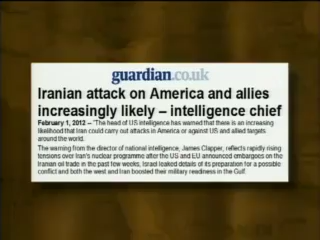 guardian.co.uk
Iranian attack on America and allies
increasingly likely – intelligence chief
February 1, 2012 – "The head of US intelligence has warned that there is an increasing
likelihood that Iran could carry out attacks in America or against US and allied targets
around the world.
The warning from the director of national intelligence, James Clapper, reflects rapidly rising
tensions over Iran's nuclear programme after the US and EU announced embargoes on the
Iranian oil trade in the past few weeks, Israel leaked details of its preparation for a possible
conflict and both the west and Iran boosted their military readiness in the Gulf.